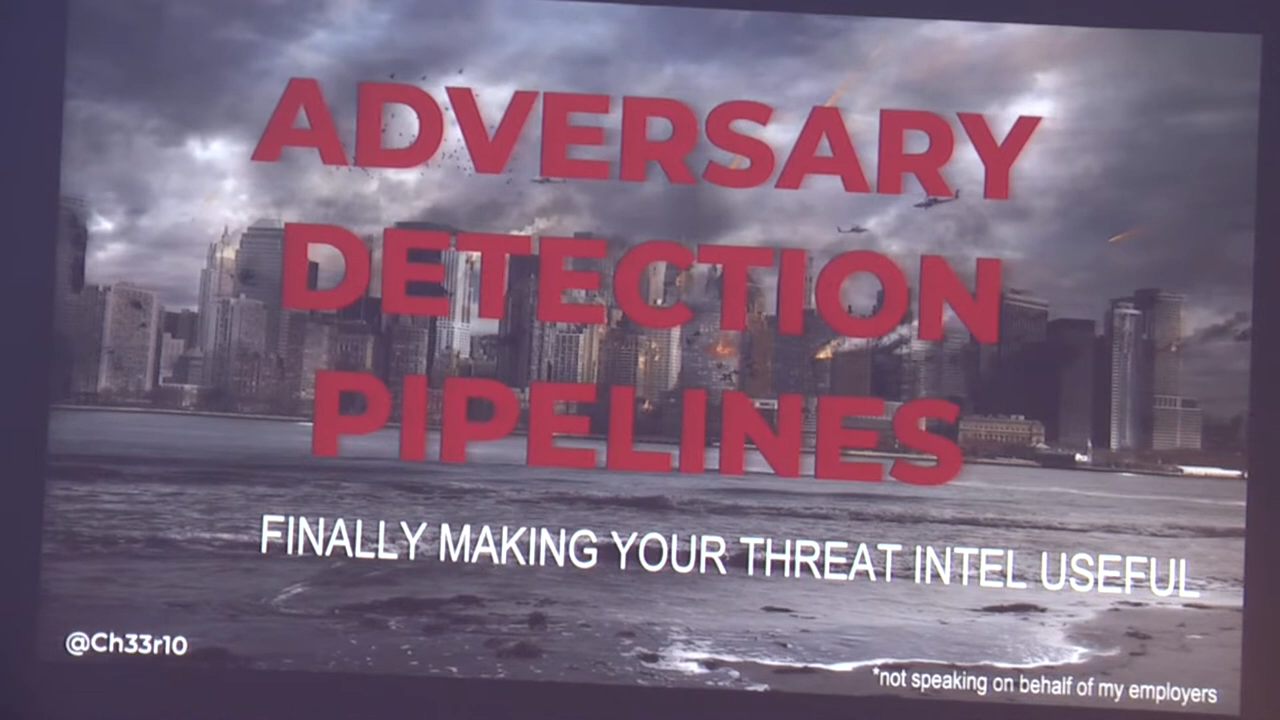 ADVERSARY
DETECTION
PIPELINES
FINALLY MAKING YOUR THREAT INTEL USEFUL
@Ch33r10
*not speaking on behalf of my employers